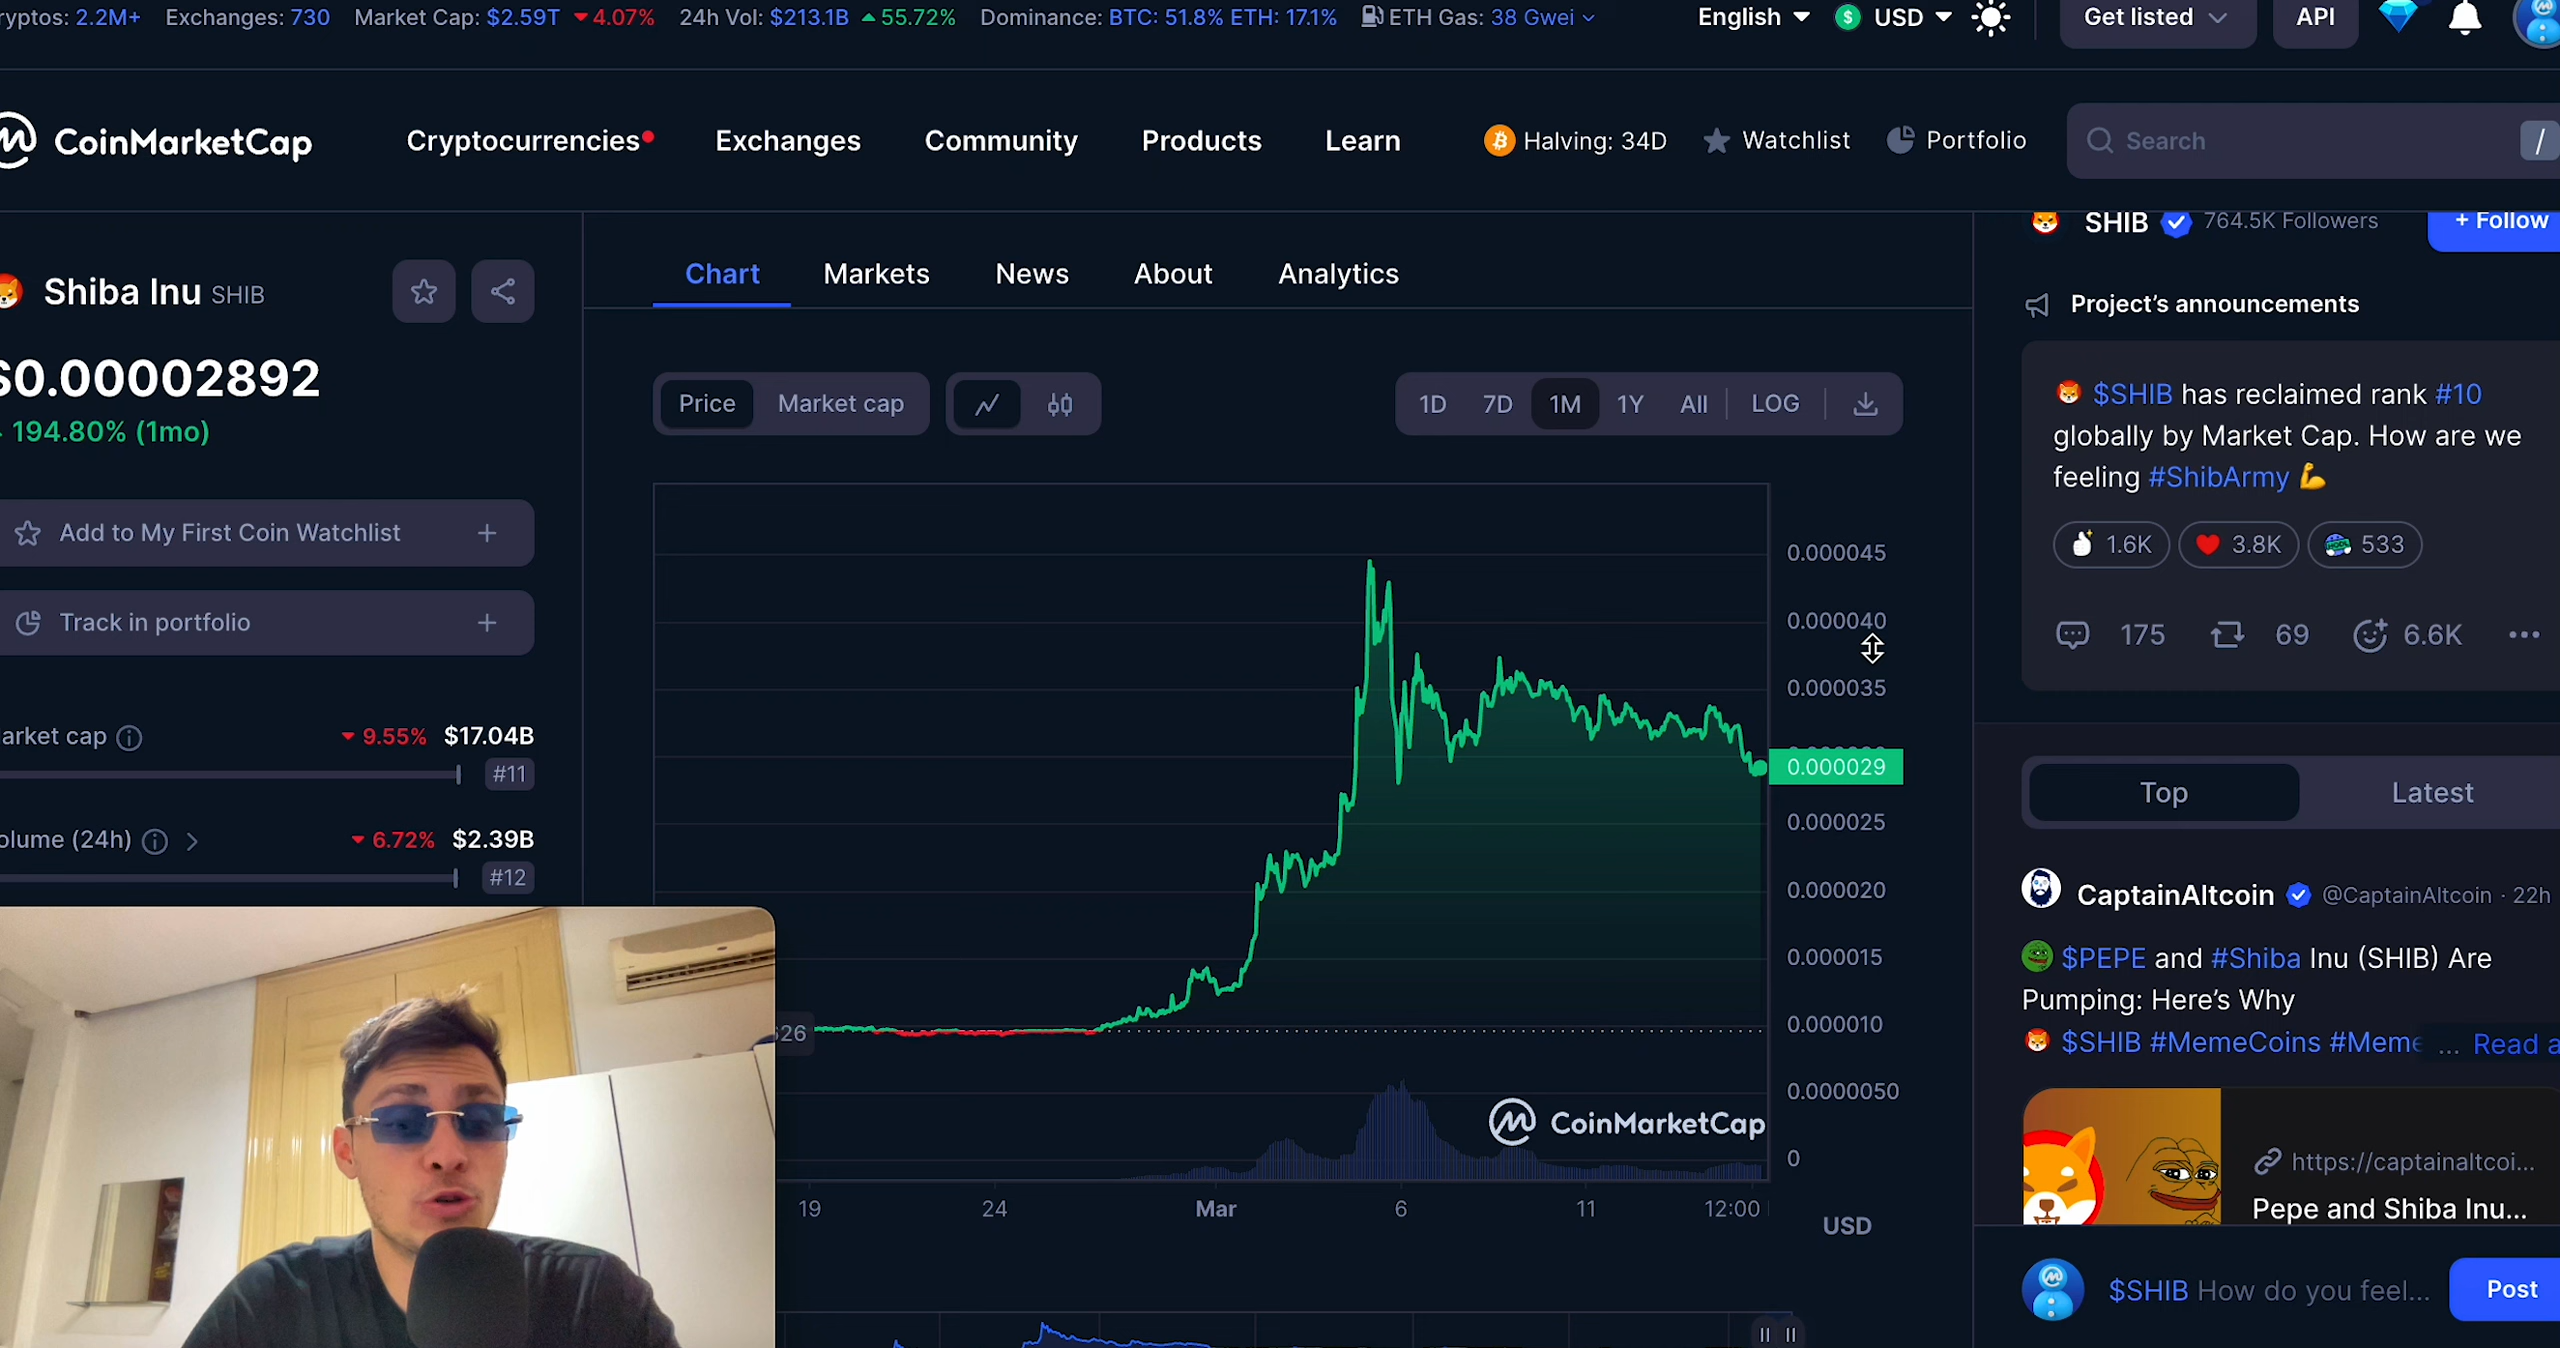 ryptos: 2.2M+ Exchanges: 730 Market Cap: $2.59T 4.07% 24h Vol: $213.1B 55.72% Dominance: BTC: 51.8% ETH: 17.1% ETH Gas: 38 Gwei English USD Get listed API
CoinMarketCap Cryptocurrencies Exchanges Community Products Learn Halving: 34D Watchlist Portfolio Search /
Shiba Inu SHIB
$0.00002892
194.80% (1mo)
Add to My First Coin Watchlist +
Track in portfolio +
arket cap 9.55% $17.04B
#11
olume (24h) 6.72% $2.39B
#12
Chart Markets News About Analytics
Price Market cap 1D 7D 1M 1Y All LOG
0.000045
0.000040
0.000035
0.000029
0.000025
0.000020
0.000015
0.000010
0.0000050
0
626
CoinMarketCap
19 24 Mar 6 11 12:00
USD
SHIB 764.5K Followers + Follow
Project's announcements
$SHIB has reclaimed rank #10
globally by Market Cap. How are we
feeling #ShibArmy
1.6K 3.8K 533
175 69 6.6K
Top Latest
CaptainAltcoin @CaptainAltcoin · 22h
$PEPE and #Shiba Inu (SHIB) Are
Pumping: Here's Why
$SHIB #MemeCoins #Meme ... Read a
https://captainaltcoi...
Pepe and Shiba Inu...
$SHIB How do you feel... Post